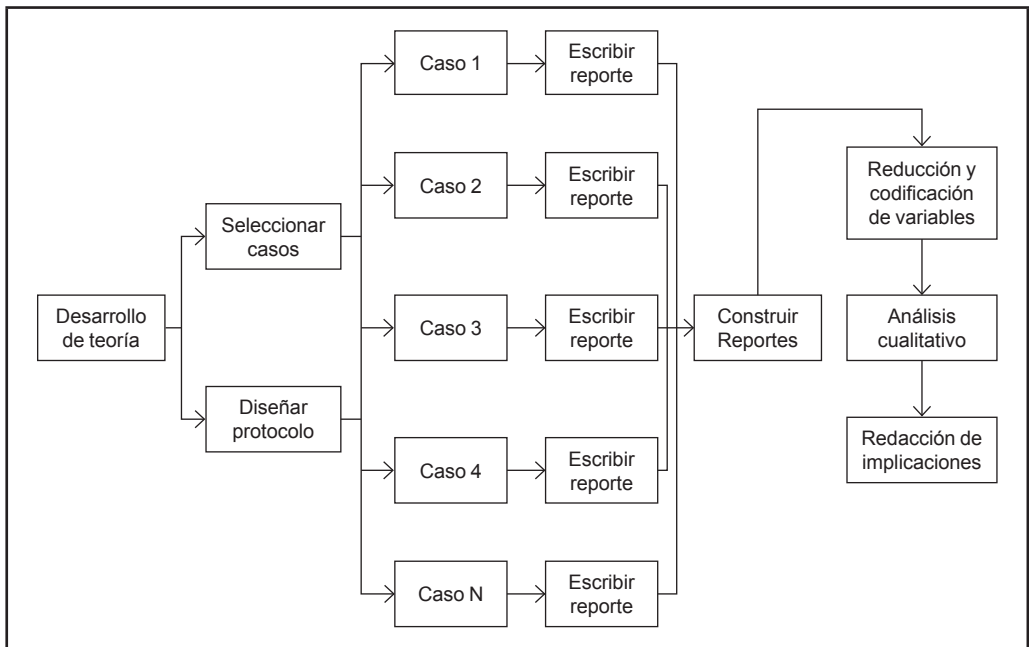 Desarrollo
de teoría
Seleccionar
casos
Diseñar
protocolo
Caso 1
Escribir
reporte
Caso 2
Escribir
reporte
Caso 3
Escribir
reporte
Caso 4
Escribir
reporte
Caso N
Escribir
reporte
Construir
Reportes
Reducción y
codificación
de variables
Análisis
cualitativo
Redacción de
implicaciones